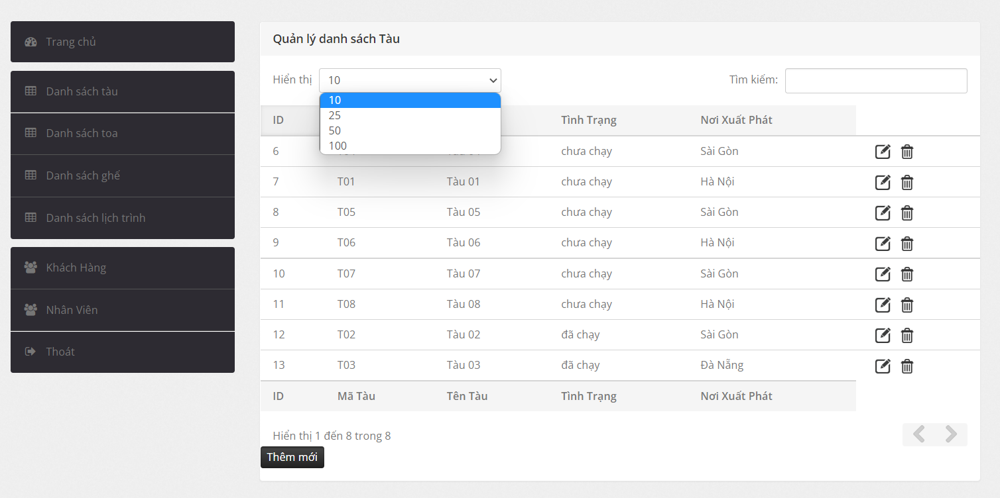 Trang chủ
Danh sách tàu
Danh sách toa
Danh sách ghế
Danh sách lịch trình
Khách Hàng
Nhân Viên
Thoát
Quản lý danh sách Tàu
Hiển thị 10 Tìm kiếm:
10
25
50
100
ID Tình Trạng Nơi Xuất Phát
6 chưa chạy Sài Gòn
7 T01 Tàu 01 chưa chạy Hà Nội
8 T05 Tàu 05 chưa chạy Sài Gòn
9 T06 Tàu 06 chưa chạy Hà Nội
10 T07 Tàu 07 chưa chạy Sài Gòn
11 T08 Tàu 08 chưa chạy Hà Nội
12 T02 Tàu 02 đã chạy Sài Gòn
13 T03 Tàu 03 đã chạy Đà Nẵng
ID Mã Tàu Tên Tàu Tình Trạng Nơi Xuất Phát
Hiển thị 1 đến 8 trong 8
Thêm mới